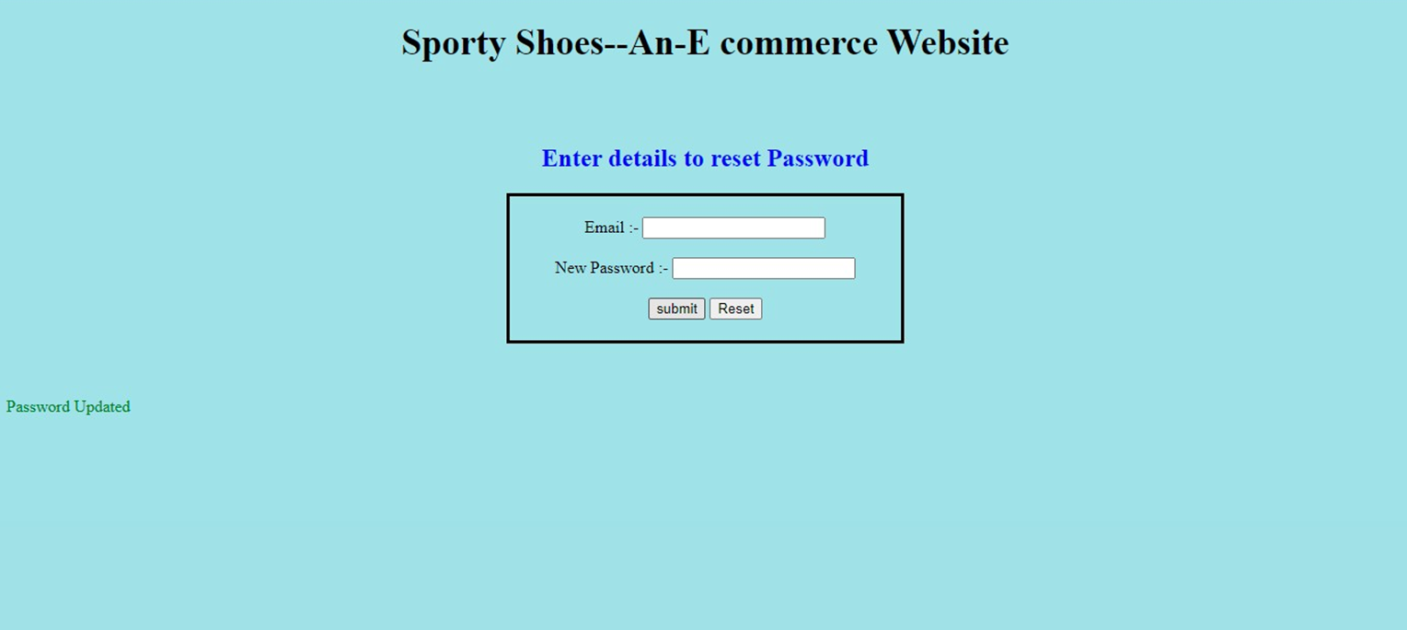 Sporty Shoes--An-E commerce Website
Enter details to reset Password
Email :-
New Password :-
submit Reset
Password Updated